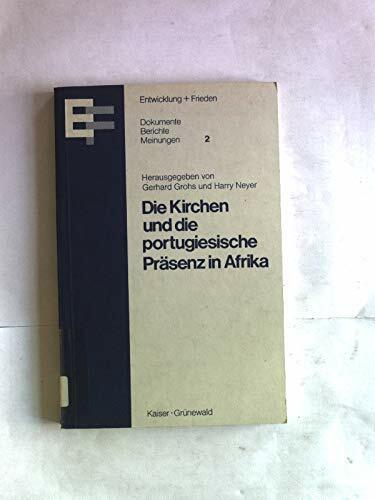 EF
Entwicklung + Frieden
Dokumente
Berichte
Meinungen 2
Herausgegeben von
Gerhard Grohs und Harry Neyer
Die Kirchen
und die
portugiesische
Präsenz in Afrika
Kaiser · Grünewald